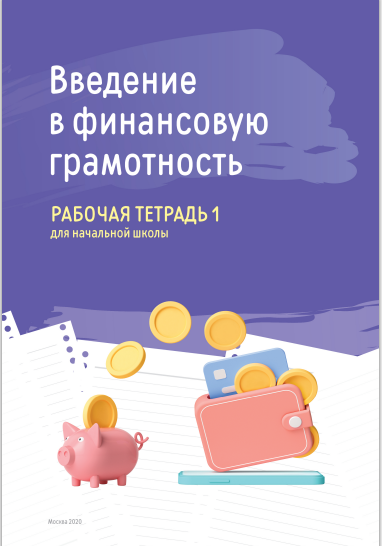 Введение
в финансовую
грамотность
РАБОЧАЯ ТЕТРАДЬ 1
для начальной школы
Москва 2020